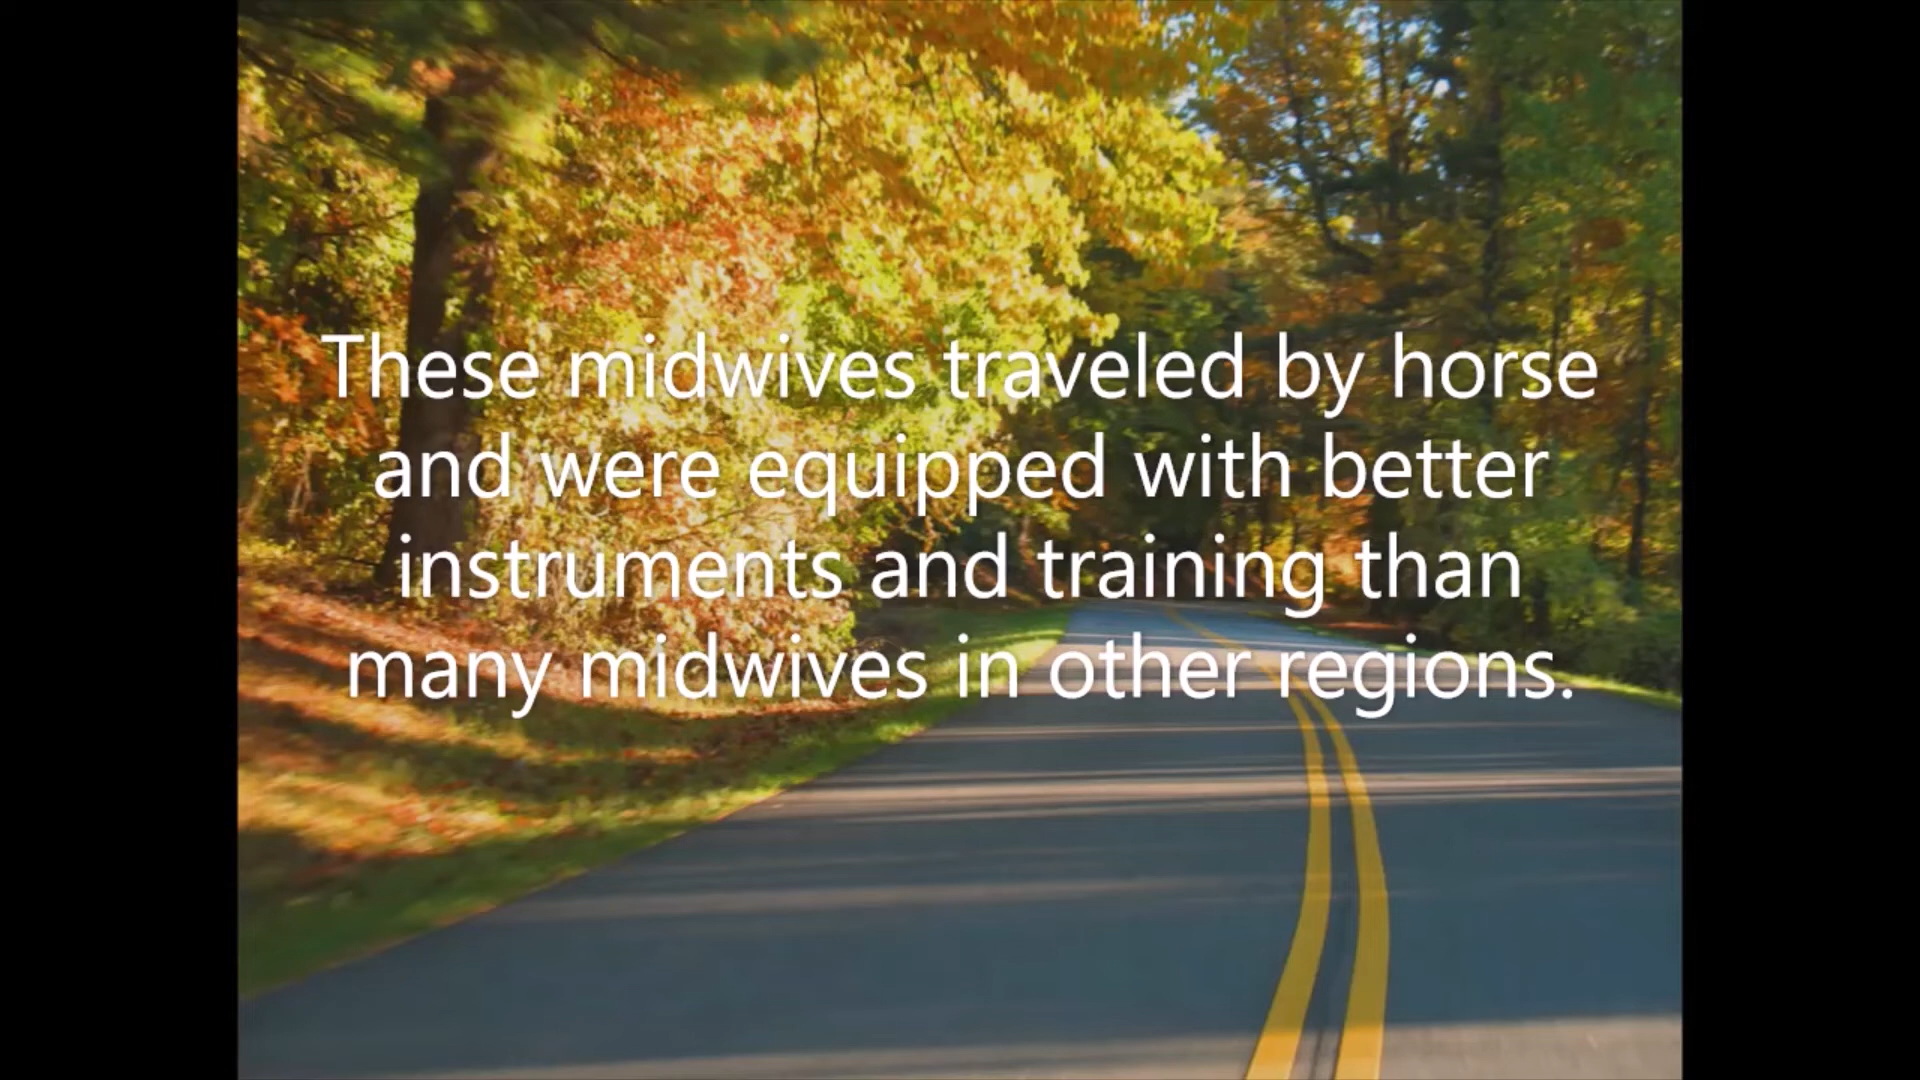 These midwives traveled by horse
and were equipped with better
instruments and training than
many midwives in other regions.